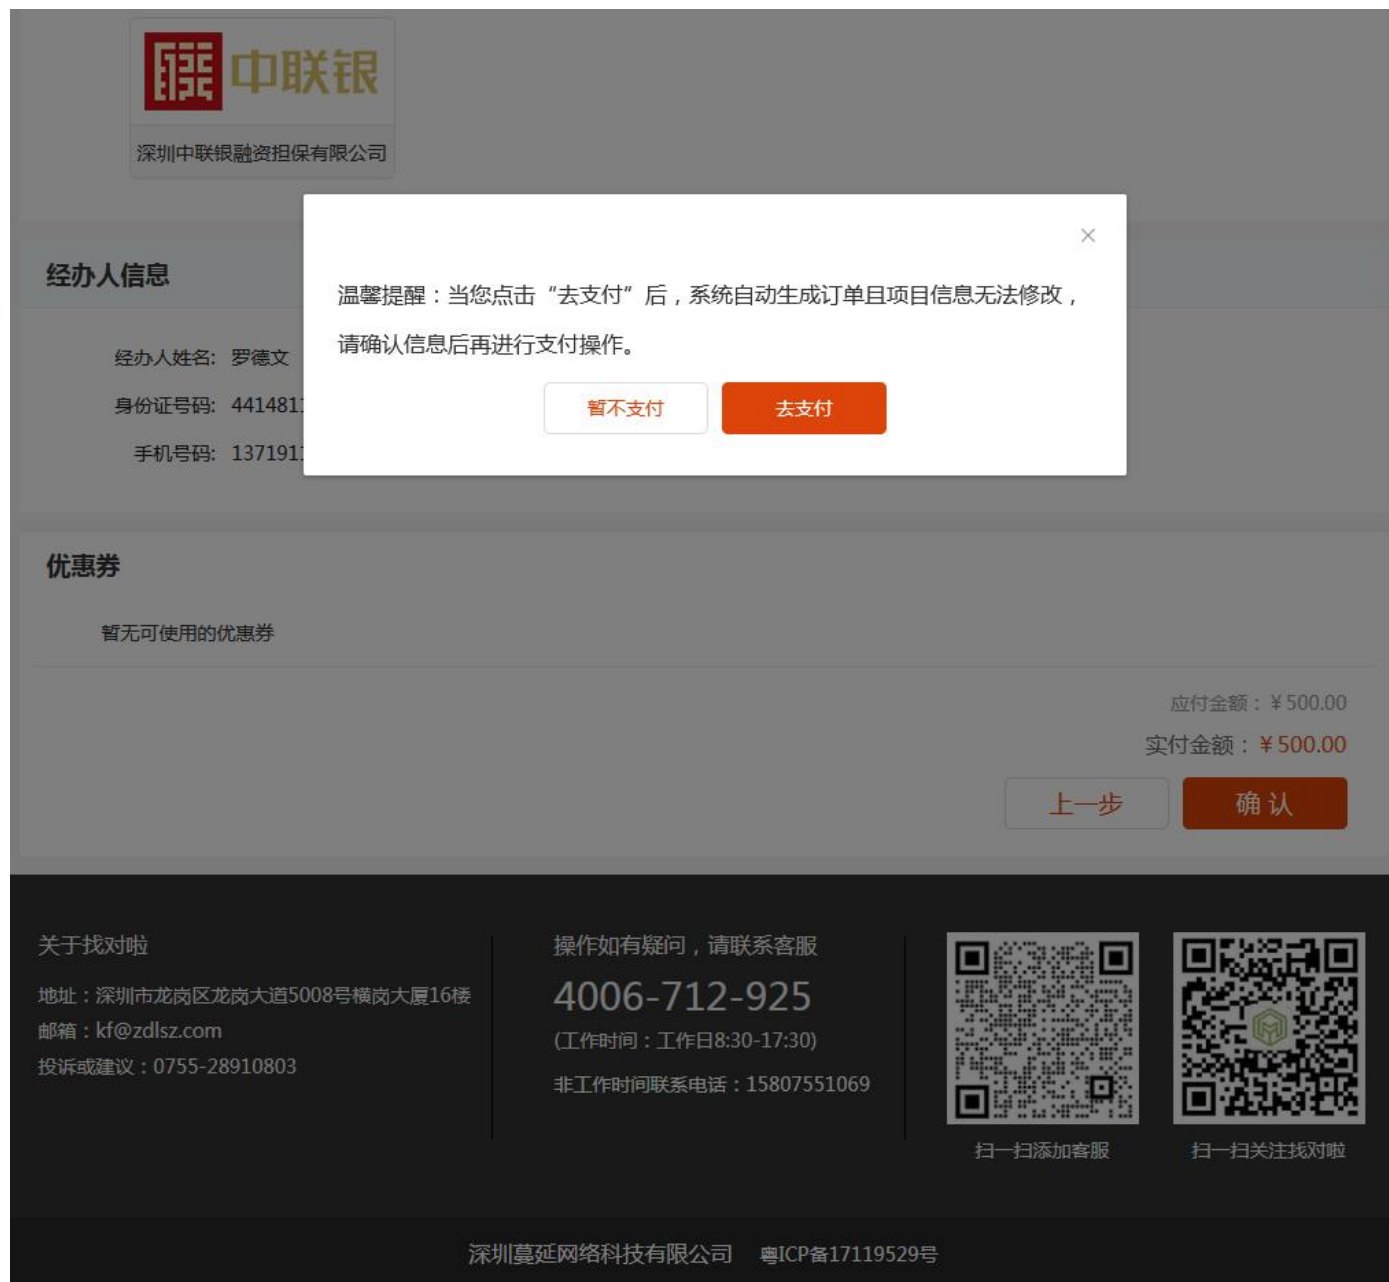 中联银
深圳中联银融资担保有限公司
温馨提醒：当您点击“去支付”后，系统自动生成订单且项目信息无法修改，
请确认信息后再进行支付操作。
暂不支付 去支付
经办人信息
经办人姓名: 罗德文
身份证号码: 441481
手机号码: 137191
优惠券
暂无可使用的优惠券
应付金额：¥500.00
实付金额：¥500.00
上一步 确 认
关于找对啦
地址：深圳市龙岗区龙岗大道5008号横岗大厦16楼
邮箱：kf@zdlsz.com
投诉或建议：0755-28910803
操作如有疑问，请联系客服
4006-712-925
(工作时间：工作日8:30-17:30)
非工作时间联系电话：15807551069
扫一扫添加客服
扫一扫关注找对啦
深圳蔓延网络科技有限公司 粤ICP备17119529号